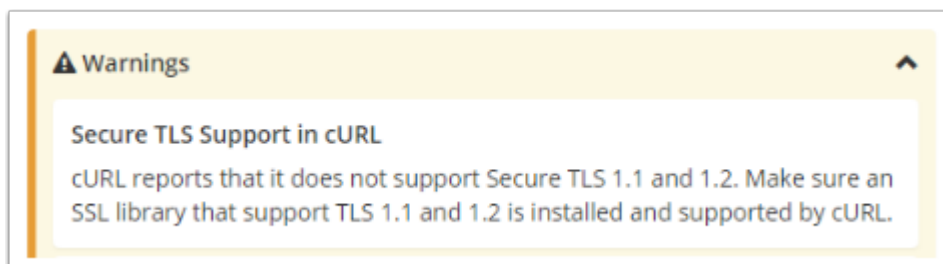 Warnings
Secure TLS Support in cURL
cURL reports that it does not support Secure TLS 1.1 and 1.2. Make sure an
SSL library that support TLS 1.1 and 1.2 is installed and supported by cURL.